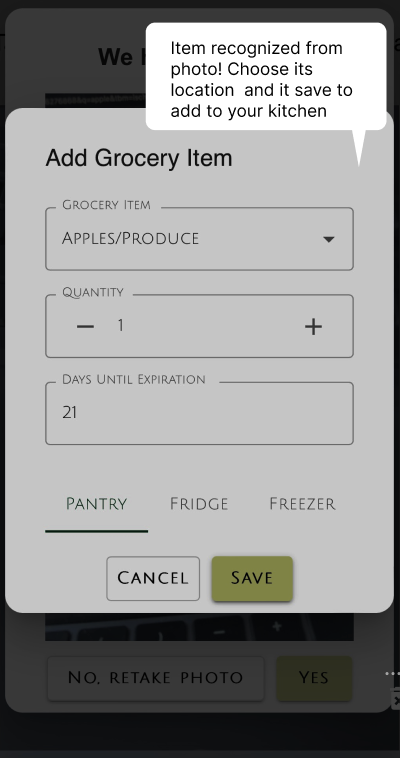 We
Item recognized from
photo! Choose its
location and it save to
add to your kitchen
Add Grocery Item
Grocery Item
Apples/Produce
Quantity
1
Days Until Expiration
21
Pantry Fridge Freezer
Cancel Save
No, retake photo Yes